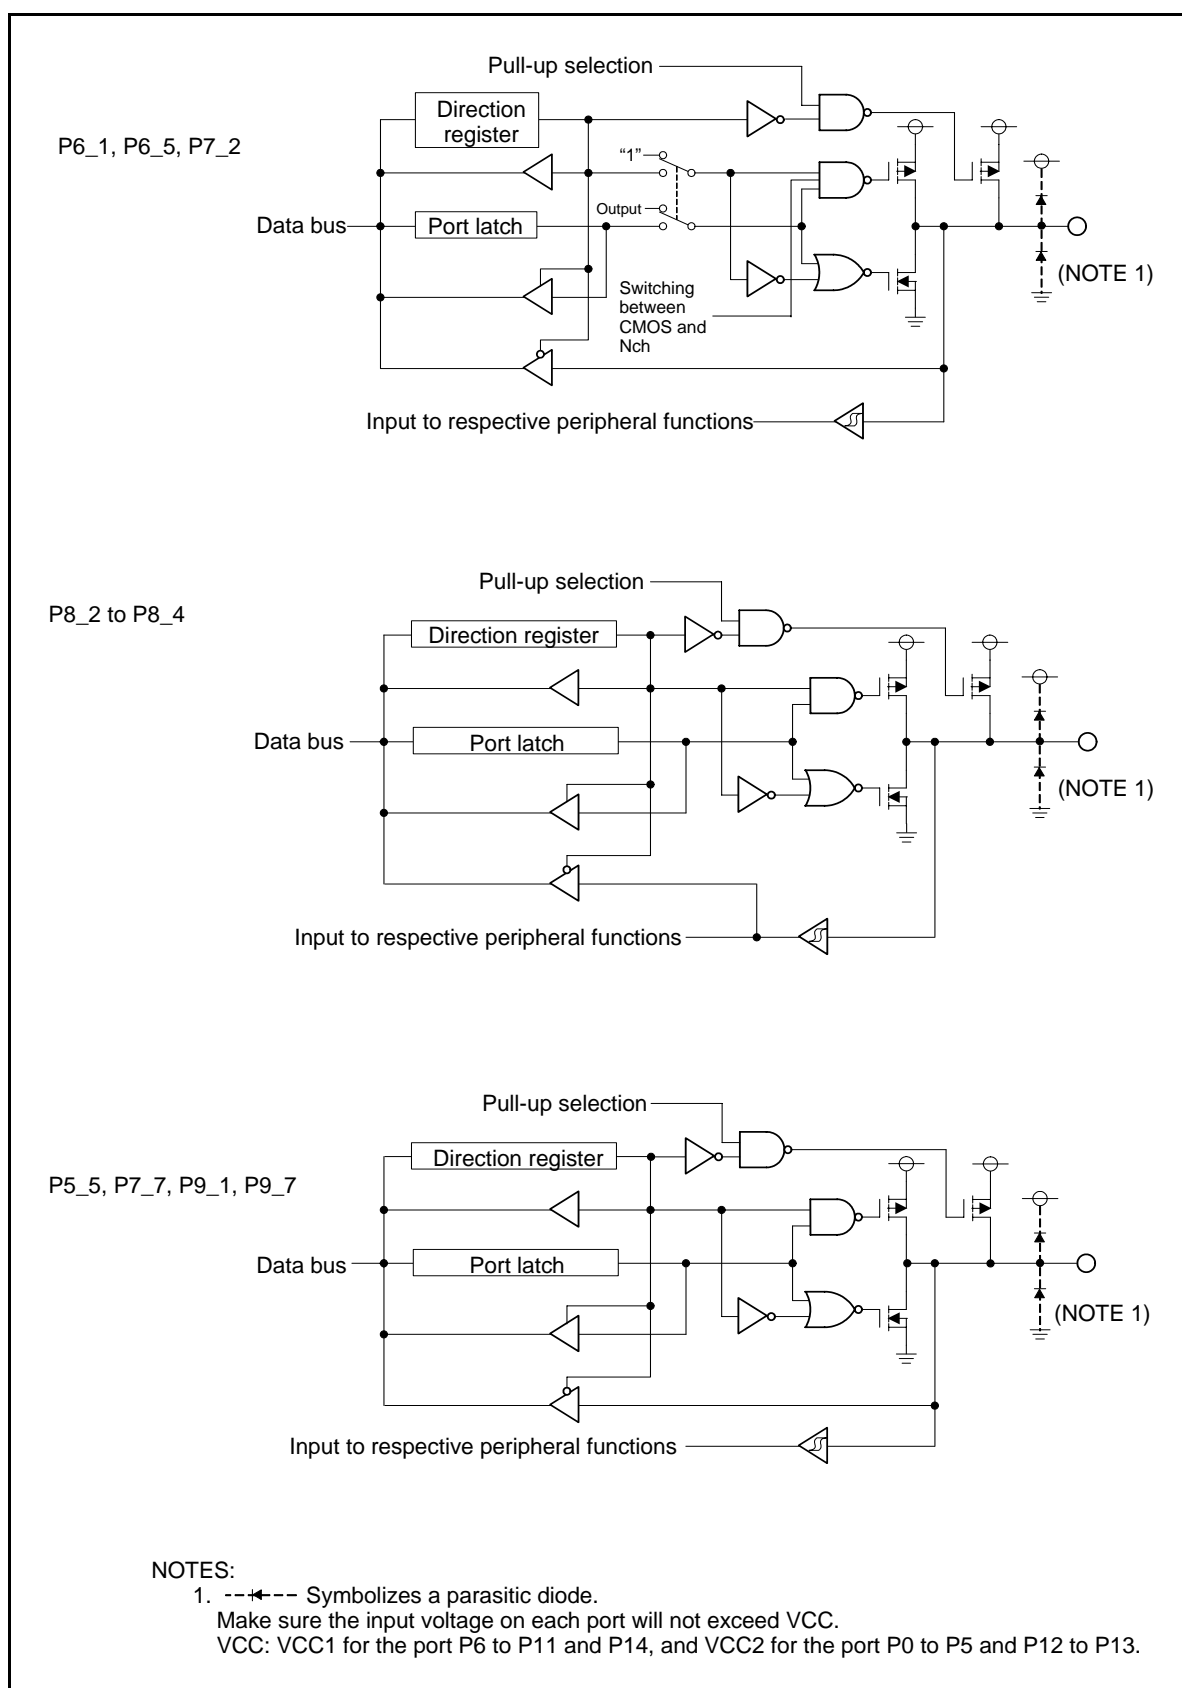 Pull-up selection
Direction
register
P6_1, P6_5, P7_2
“1”
Output
Data bus
Port latch
(NOTE 1)
Switching
between
CMOS and
Nch
Input to respective peripheral functions
Pull-up selection
P8_2 to P8_4
Direction register
Data bus
Port latch
(NOTE 1)
Input to respective peripheral functions
Pull-up selection
Direction register
P5_5, P7_7, P9_1, P9_7
Data bus
Port latch
(NOTE 1)
Input to respective peripheral functions
NOTES:
1. Symbolizes a parasitic diode.
Make sure the input voltage on each port will not exceed VCC.
VCC: VCC1 for the port P6 to P11 and P14, and VCC2 for the port P0 to P5 and P12 to P13.